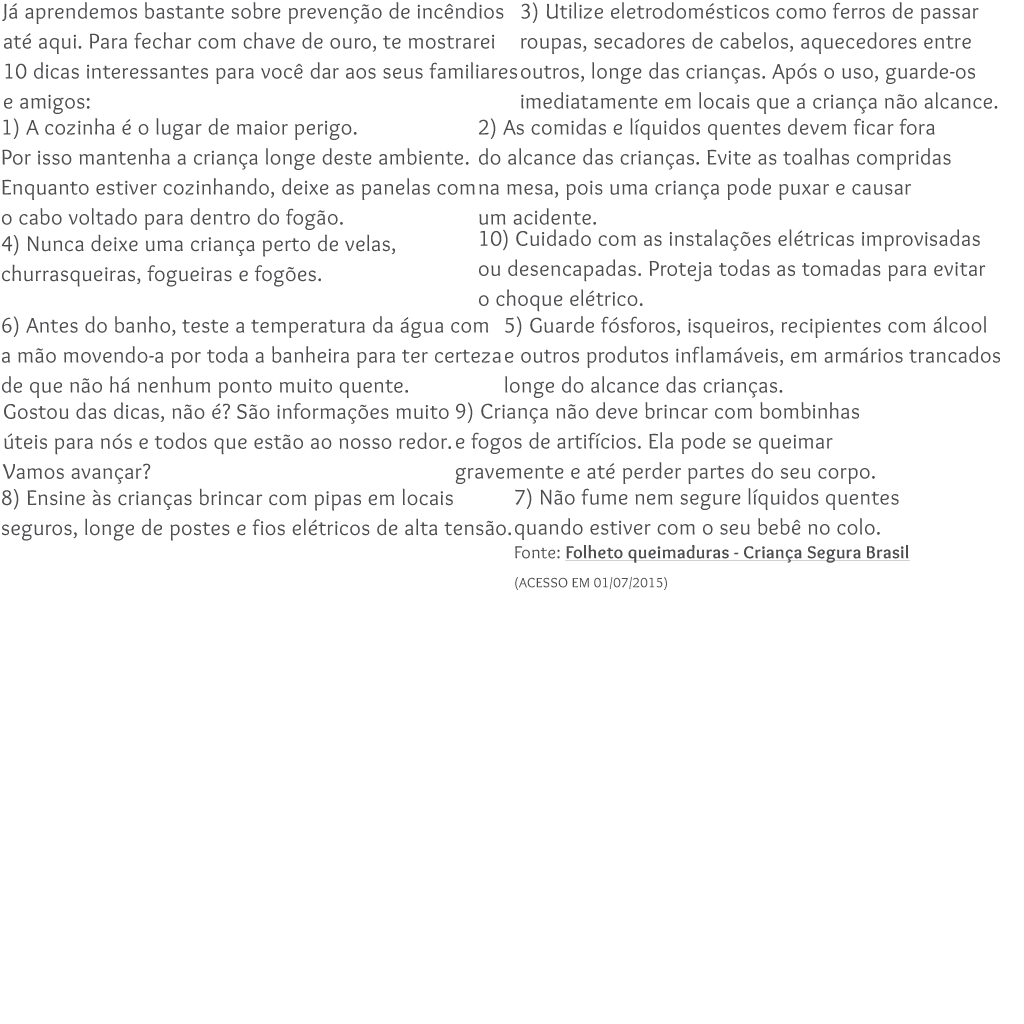 Já aprendemos bastante sobre prevenção de incêndios
até aqui. Para fechar com chave de ouro, te mostrarei
10 dicas interessantes para você dar aos seus familiares
e amigos:
3) Utilize eletrodomésticos como ferros de passar
roupas, secadores de cabelos, aquecedores entre
outros, longe das crianças. Após o uso, guarde-os
imediatamente em locais que a criança não alcance.
1) A cozinha é o lugar de maior perigo.
Por isso mantenha a criança longe deste ambiente.
Enquanto estiver cozinhando, deixe as panelas com
o cabo voltado para dentro do fogão.
2) As comidas e líquidos quentes devem ficar fora
do alcance das crianças. Evite as toalhas compridas
na mesa, pois uma criança pode puxar e causar
um acidente.
4) Nunca deixe uma criança perto de velas,
churrasqueiras, fogueiras e fogões.
10) Cuidado com as instalações elétricas improvisadas
ou desencapadas. Proteja todas as tomadas para evitar
o choque elétrico.
6) Antes do banho, teste a temperatura da água com
a mão movendo-a por toda a banheira para ter certeza
de que não há nenhum ponto muito quente.
5) Guarde fósforos, isqueiros, recipientes com álcool
e outros produtos inflamáveis, em armários trancados
longe do alcance das crianças.
Gostou das dicas, não é? São informações muito
úteis para nós e todos que estão ao nosso redor.
Vamos avançar?
9) Criança não deve brincar com bombinhas
e fogos de artifícios. Ela pode se queimar
gravemente e até perder partes do seu corpo.
8) Ensine às crianças brincar com pipas em locais
seguros, longe de postes e fios elétricos de alta tensão.
7) Não fume nem segure líquidos quentes
quando estiver com o seu bebê no colo.
Fonte: Folheto queimaduras - Criança Segura Brasil
(ACESSO EM 01/07/2015)